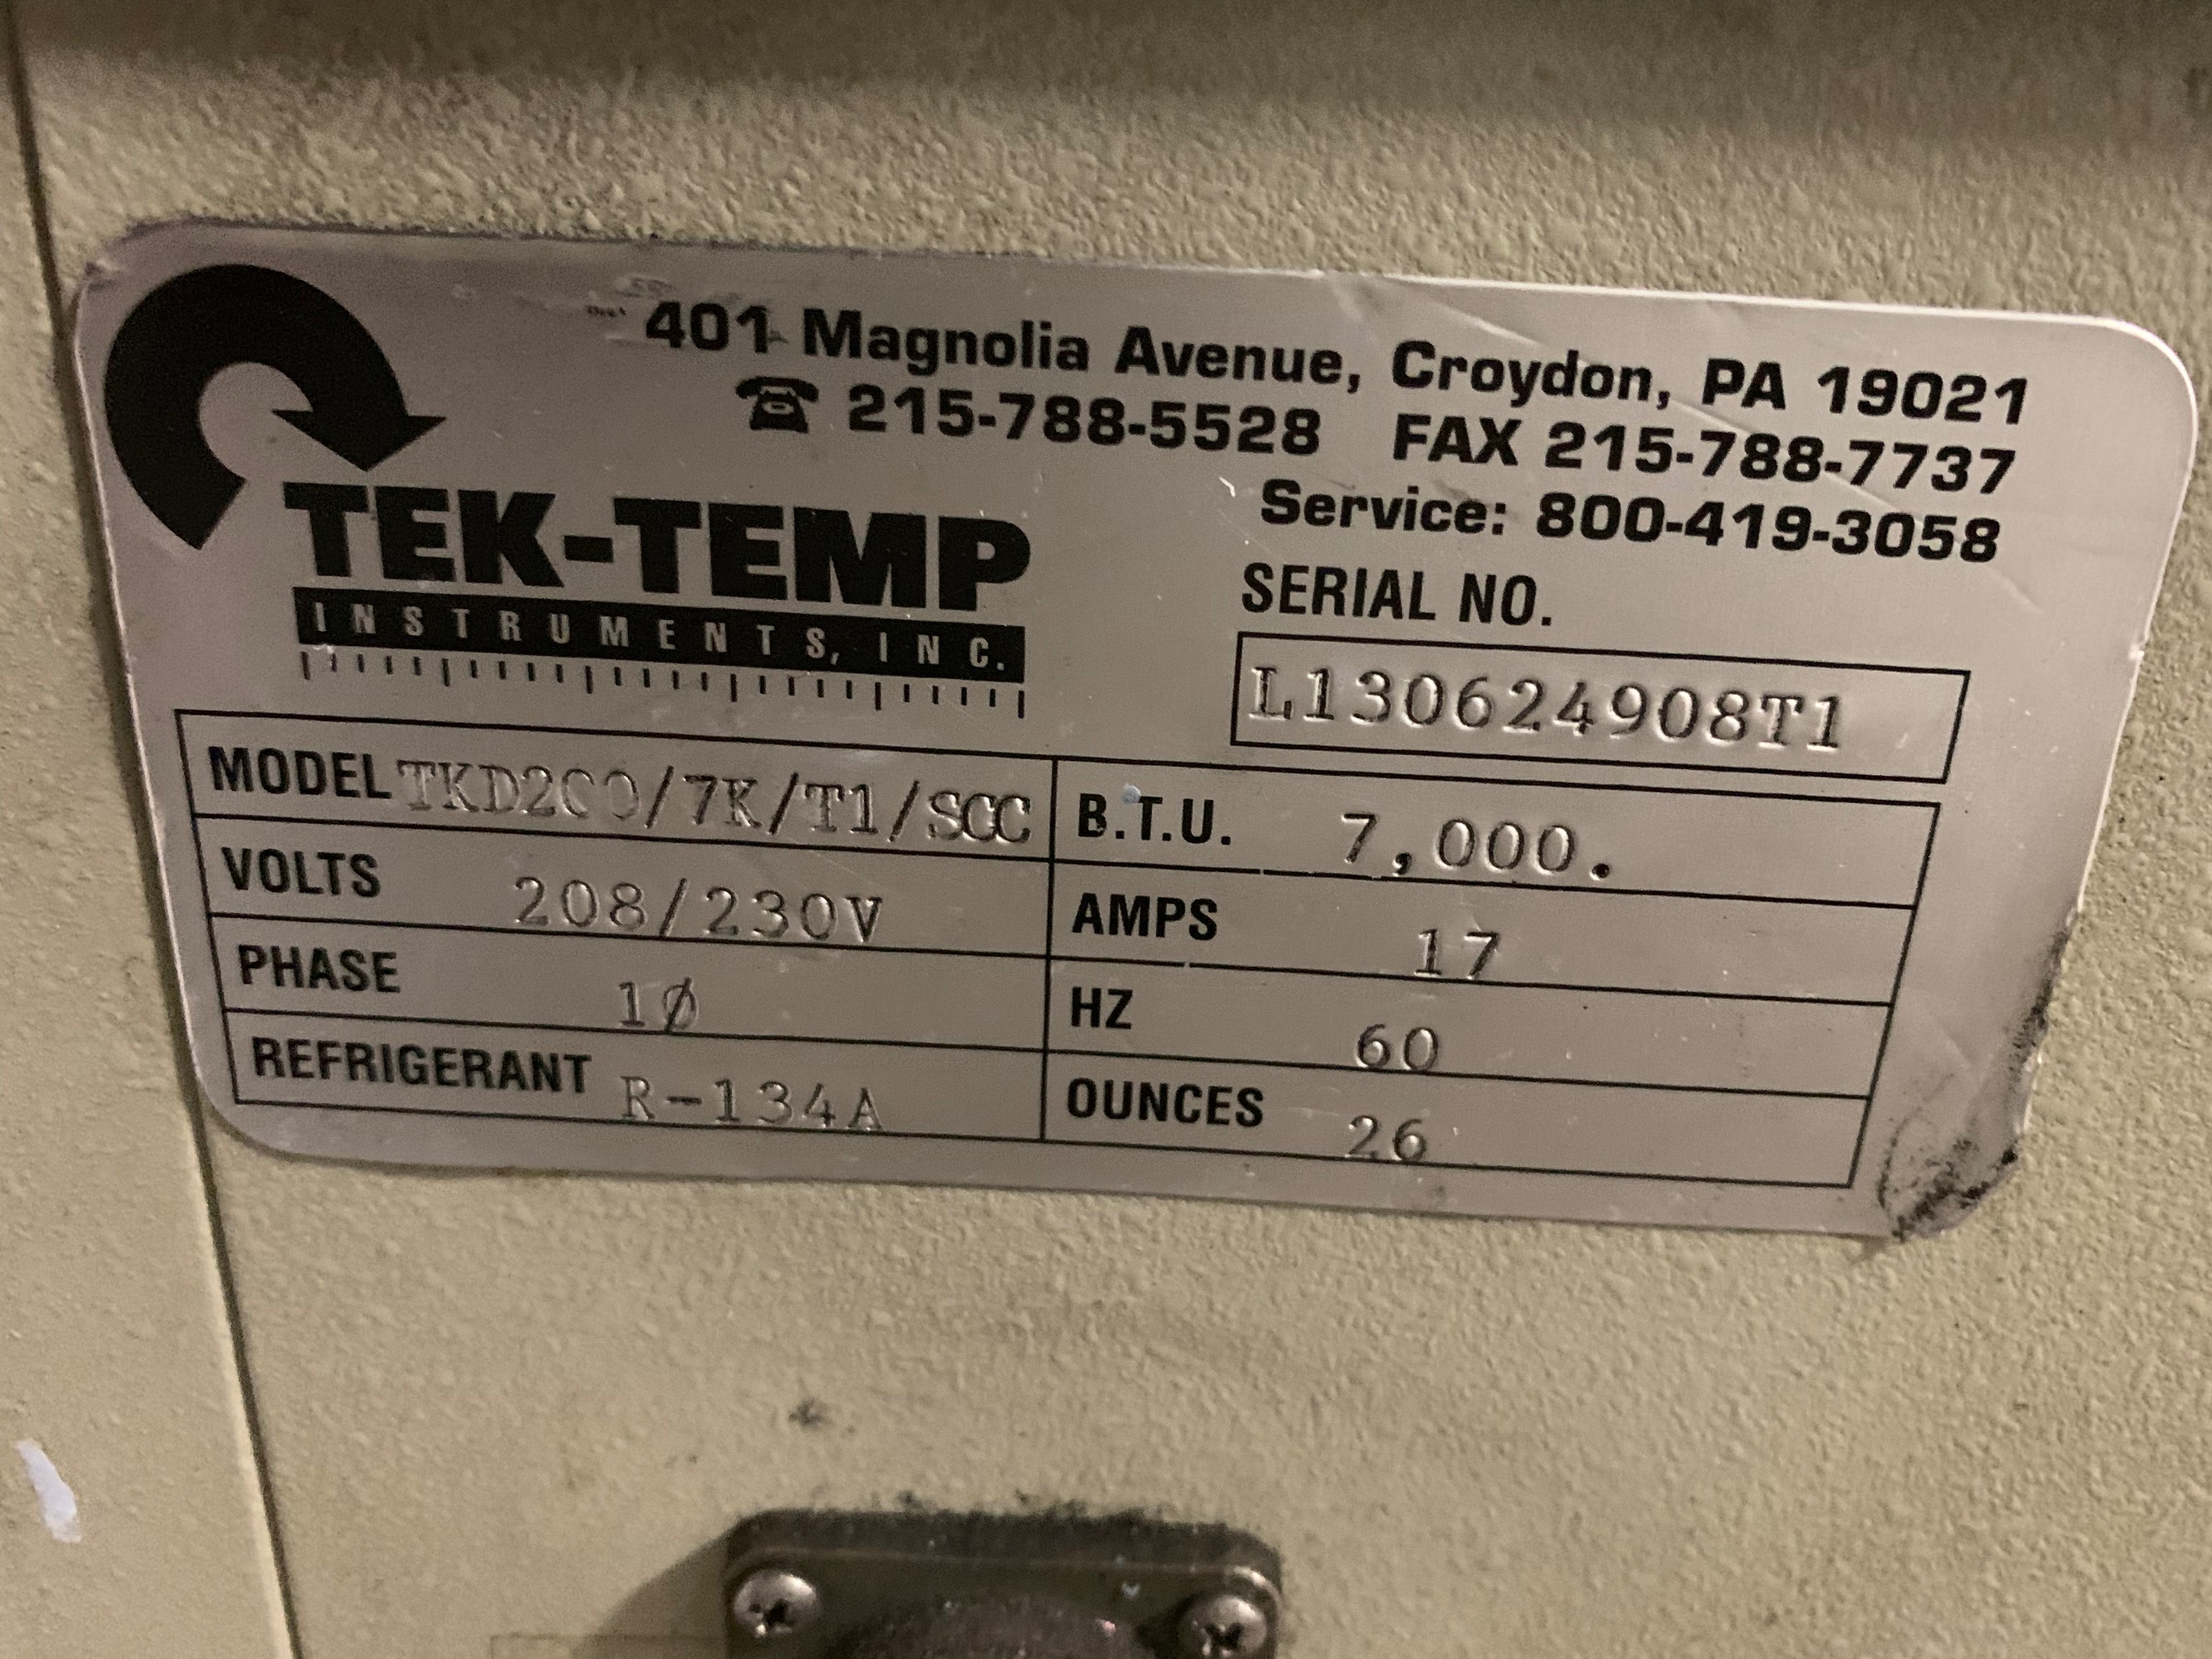 401 Magnolia Avenue, Croydon, PA 19021
☎ 215-788-5528 FAX 215-788-7737
Service: 800-419-3058
TEK-TEMP
INSTRUMENTS, INC.
SERIAL NO.
L130624908T1
MODEL TKD200/7K/T1/SCC
B.T.U. 7,000.
VOLTS 208/230V
AMPS 17
PHASE 1Ø
HZ 60
REFRIGERANT R-134A
OUNCES 26